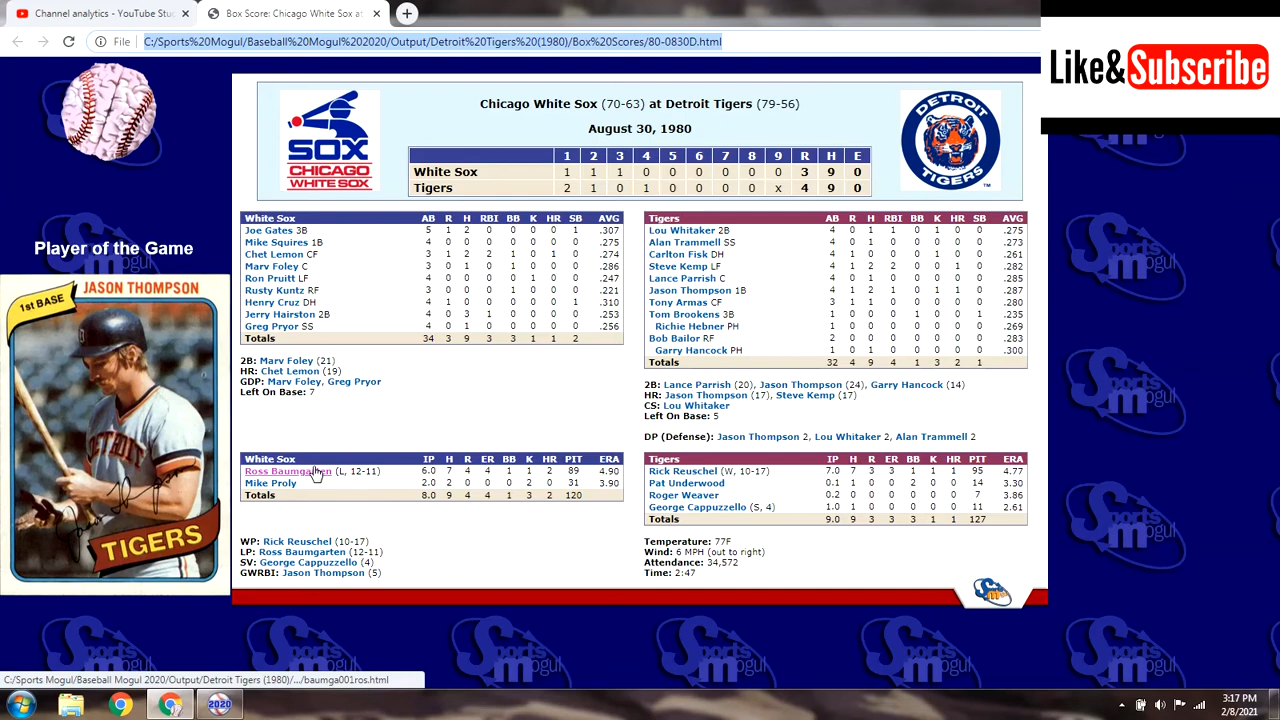 Channel analytics - YouTube Stu
Box Score: Chicago White Sox at
File C:/Sports%20Mogul/Baseball%20Mogul%202020/Output/Detroit%20Tigers%20(1980)/Box%20Scores/80-0830D.html
Like& Subscribe
SOX
CHICAGO
WHITE SOX
Chicago White Sox (70-63) at Detroit Tigers (79-56)
August 30, 1980
1 2 3 4 5 6 7 8 9 R H E
White Sox 1 1 1 0 0 0 0 0 0 3 9 0
Tigers 2 1 0 1 0 0 0 0 x 4 9 0
DETROIT
TIGERS
Player of the Game
1st BASE
JASON THOMPSON
TIGERS
White Sox AB R H RBI BB K HR SB AVG
Joe Gates 3B 5 1 2 0 0 0 0 1 .307
Mike Squires 1B 4 0 0 0 0 0 0 0 .275
Chet Lemon CF 3 1 2 2 1 0 1 0 .274
Marv Foley C 3 0 1 0 1 0 0 0 .286
Ron Pruitt LF 4 0 0 0 0 1 0 0 .247
Rusty Kuntz RF 3 0 0 0 1 0 0 0 .221
Henry Cruz DH 4 1 0 0 0 0 0 1 .310
Jerry Hairston 2B 4 0 3 1 0 0 0 0 .253
Greg Pryor SS 4 0 1 0 0 0 0 0 .256
Totals 34 3 9 3 3 1 1 2
2B: Marv Foley (21)
HR: Chet Lemon (19)
GDP: Marv Foley, Greg Pryor
Left On Base: 7
Tigers AB R H RBI BB K HR SB AVG
Lou Whitaker 2B 4 0 1 1 0 1 0 0 .275
Alan Trammell SS 4 0 0 0 0 0 0 0 .273
Carlton Fisk DH 4 1 0 0 0 1 0 0 .261
Steve Kemp LF 4 1 2 2 0 0 1 0 .282
Lance Parrish C 4 0 2 0 0 0 0 0 .285
Jason Thompson 1B 4 1 2 1 0 1 1 0 .287
Tony Armas CF 3 1 1 0 0 0 0 0 .280
Tom Brookens 3B 1 0 0 0 1 0 0 1 .235
Richie Hebner PH 1 0 0 0 0 0 0 0 .269
Bob Bailor RF 2 0 0 0 0 0 0 0 .283
Garry Hancock PH 1 0 1 0 0 0 0 0 .300
Totals 32 4 9 4 1 3 2 1
2B: Lance Parrish (20), Jason Thompson (24), Garry Hancock (14)
HR: Jason Thompson (17), Steve Kemp (17)
CS: Lou Whitaker
Left On Base: 5
DP (Defense): Jason Thompson 2, Lou Whitaker 2, Alan Trammell 2
White Sox IP H R ER BB K HR PIT ERA
Ross Baumgarten (L, 12-11) 6.0 7 4 4 1 1 2 89 4.90
Mike Proly 2.0 2 0 0 0 2 0 31 3.90
Totals 8.0 9 4 4 1 3 2 120
Tigers IP H R ER BB K HR PIT ERA
Rick Reuschel (W, 10-17) 7.0 7 3 3 1 1 1 95 4.77
Pat Underwood 0.1 1 0 0 2 0 0 14 3.30
Roger Weaver 0.2 0 0 0 0 0 0 7 3.86
George Cappuzzello (S, 4) 1.0 1 0 0 0 0 0 11 2.61
Totals 9.0 9 3 3 3 1 1 127
WP: Rick Reuschel (10-17)
LP: Ross Baumgarten (12-11)
SV: George Cappuzzello (4)
GWRBI: Jason Thompson (5)
Temperature: 77F
Wind: 6 MPH (out to right)
Attendance: 34,572
Time: 2:47
C:/Sports Mogul/Baseball Mogul 2020/Output/Detroit Tigers (1980)/.../baumga001ros.html
2020
3:17 PM
2/8/2021